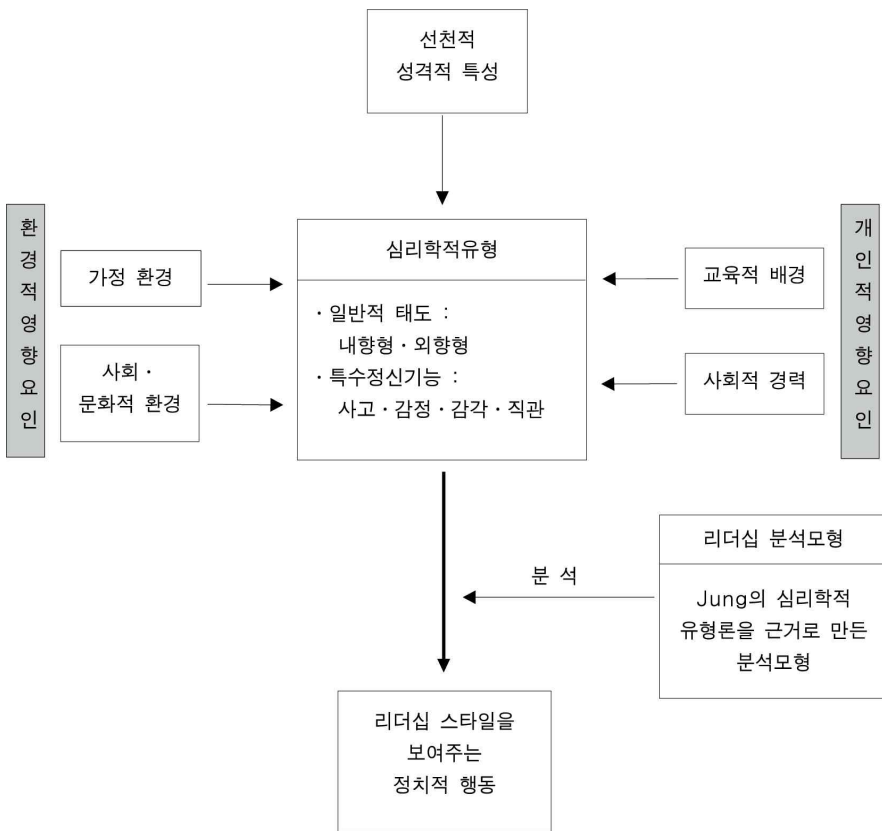 선천적
성격적 특성
환경적영향요인
개인적영향요인
가정 환경
사회·
문화적 환경
심리학적유형
·일반적 태도 :
내향형·외향형
·특수정신기능 :
사고·감정·감각·직관
교육적 배경
사회적 경력
분 석
리더십 분석모형
Jung의 심리학적
유형론을 근거로 만든
분석모형
리더십 스타일을
보여주는
정치적 행동